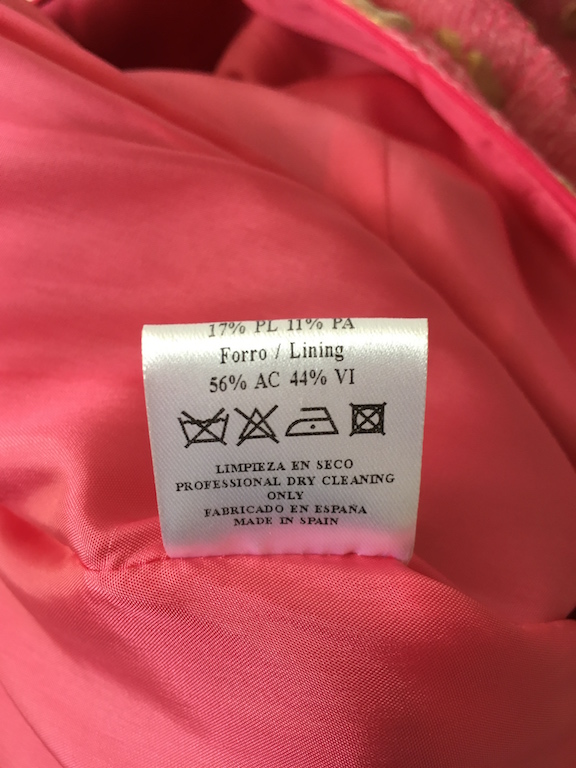 17% PL 11% PA
Forro / Lining
56% AC 44% VI
LIMPIEZA EN SECO
PROFESSIONAL DRY CLEANING
ONLY
FABRICADO EN ESPAÑA
MADE IN SPAIN